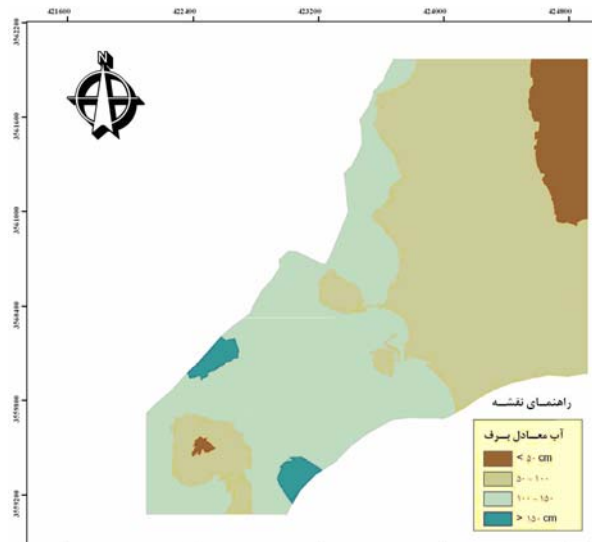 421600 422400 423200 424000 424800
3562200
3561600
3561000
3560400
3559800
3559200
N
راهنمای نقشه
آب معادل برف
< ۵۰ cm
۵۰ - ۱۰۰
۱۰۰ - ۱۵۰
> ۱۵۰ cm